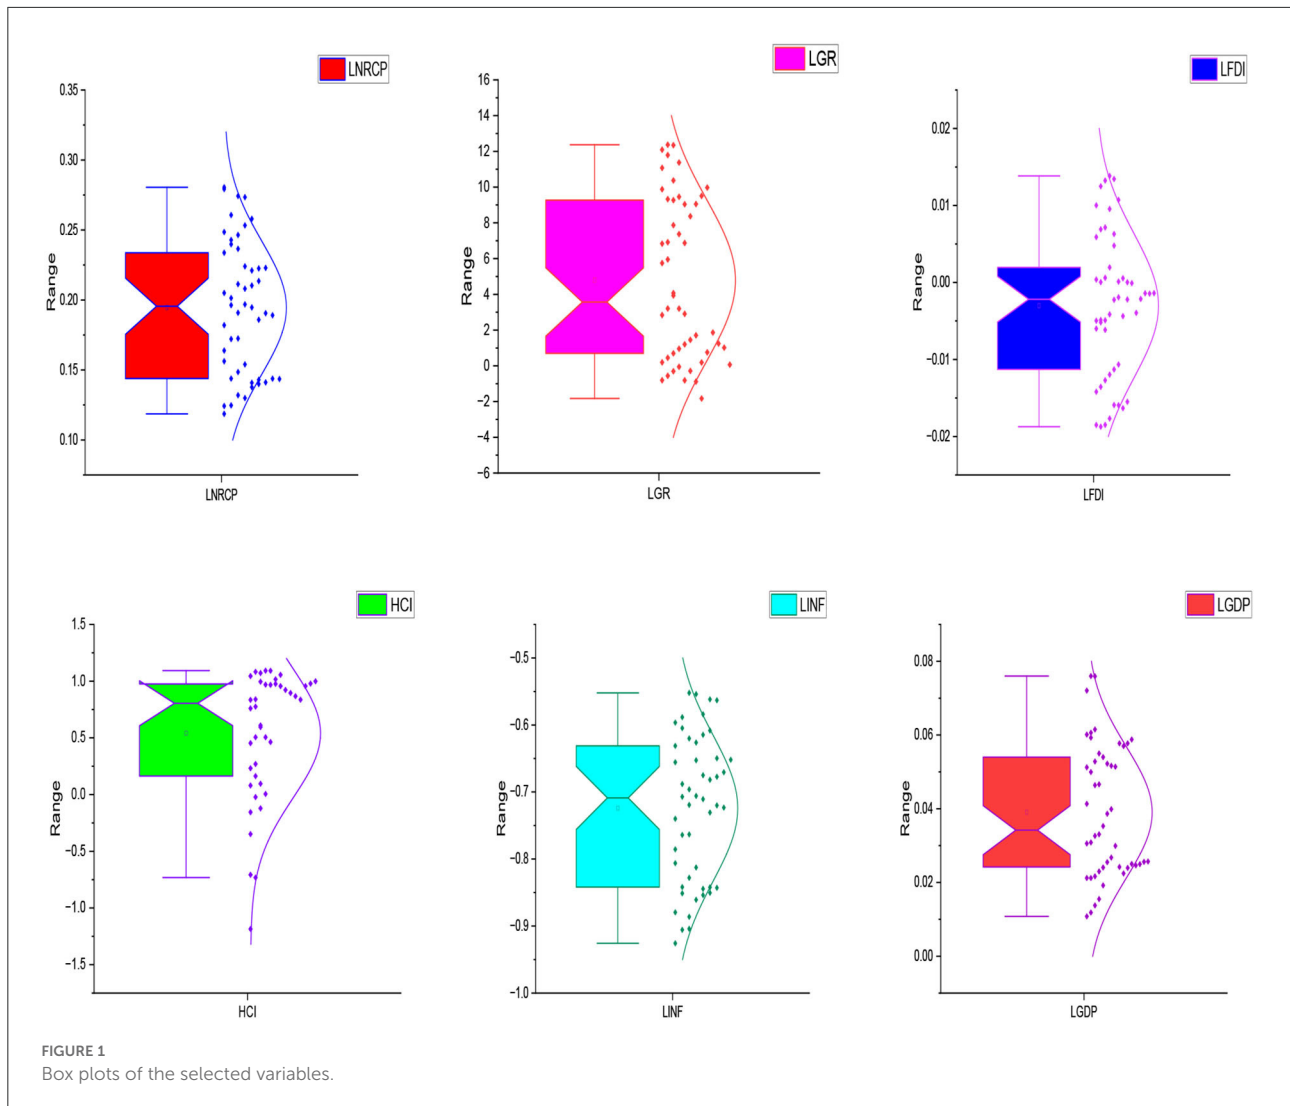 LNRCP
0.35
0.30
0.25
0.20
0.15
0.10
Range
LNRCP
LGR
16
14
12
10
8
6
4
2
0
−2
−4
−6
Range
LGR
LFDI
0.02
0.01
0.00
−0.01
−0.02
Range
LFDI
HCI
1.5
1.0
0.5
0.0
−0.5
−1.0
−1.5
Range
HCI
LINF
−0.5
−0.6
−0.7
−0.8
−0.9
−1.0
Range
LINF
LGDP
0.08
0.06
0.04
0.02
0.00
Range
LGDP
FIGURE 1
Box plots of the selected variables.